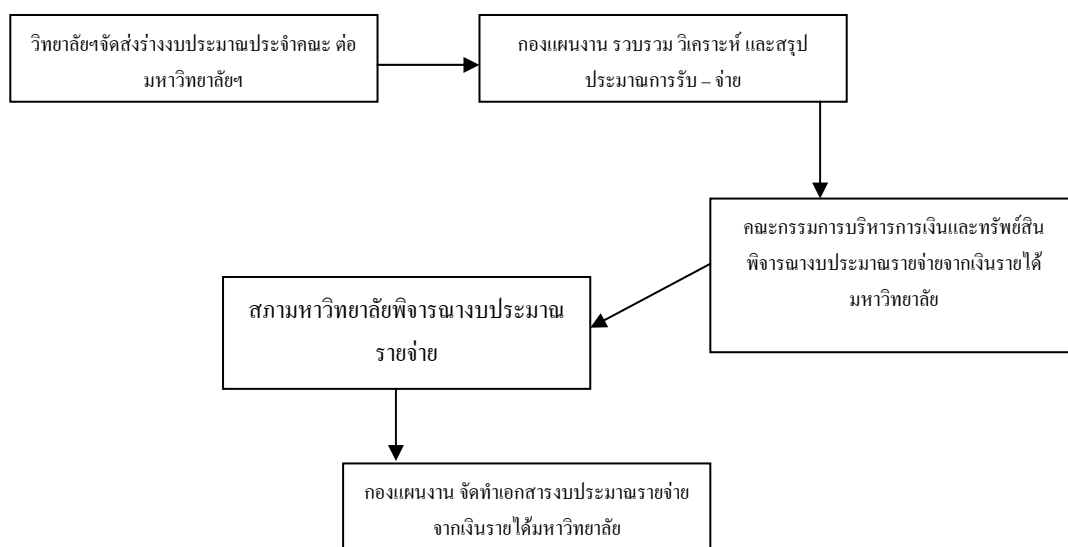 วิทยาลัยฯจัดส่งร่างงบประมาณประจำคณะ ต่อ
มหาวิทยาลัยฯ
กองแผนงาน รวบรวม วิเคราะห์ และสรุป
ประมาณการรับ – จ่าย
คณะกรรมการบริหารการเงินและทรัพย์สิน
พิจารณางบประมาณรายจ่ายจากเงินรายได้
มหาวิทยาลัย
สภามหาวิทยาลัยพิจารณางบประมาณ
รายจ่าย
กองแผนงาน จัดทำเอกสารงบประมาณรายจ่าย
จากเงินรายได้มหาวิทยาลัย